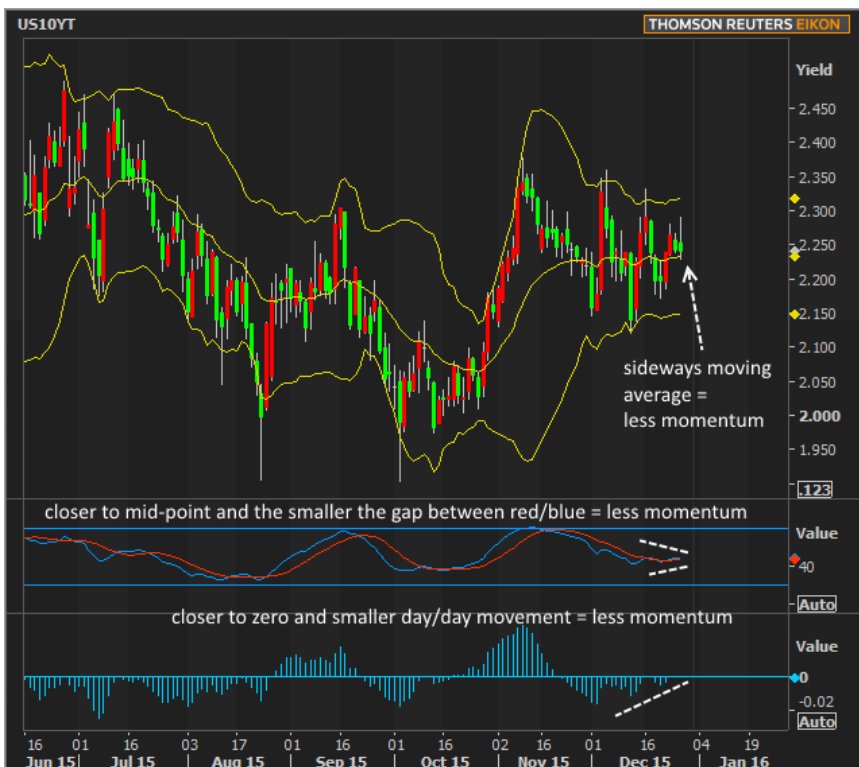 US10YT
THOMSON REUTERS EIKON
Yield
2.450
2.400
2.350
2.300
2.250
2.200
2.150
2.100
2.050
2.000
1.950
.123
sideways moving
average =
less momentum
closer to mid-point and the smaller the gap between red/blue = less momentum
Value
40
Auto
closer to zero and smaller day/day movement = less momentum
Value
0
-0.02
Auto
16 01 16 03 17 01 16 01 16 02 16 01 16 04 19
Jun 15 Jul 15 Aug 15 Sep 15 Oct 15 Nov 15 Dec 15 Jan 16